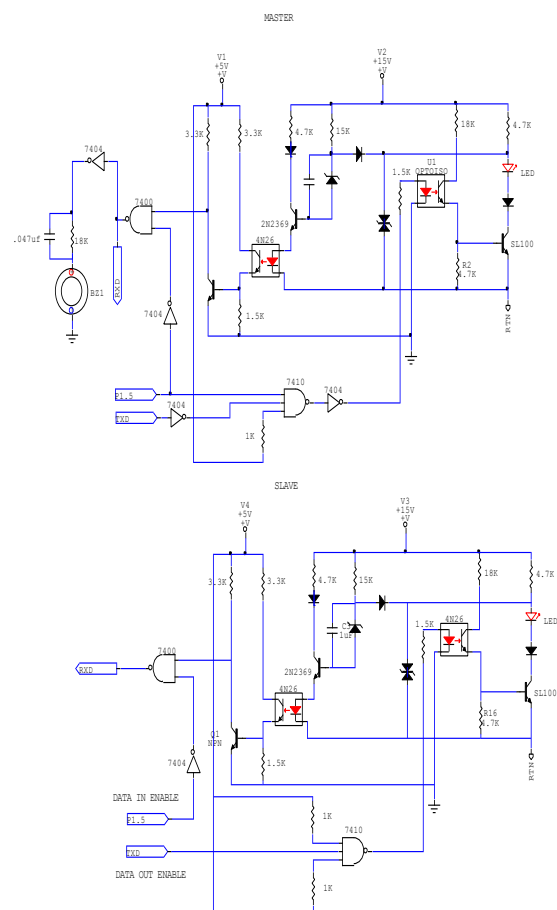 MASTER
V1
+5V
+V
V2
+15V
+V
3.3K
3.3K
4.7K
15K
18K
4.7K
7404
7400
1.5K
U1
OPTOISO
LED
.047uf
18K
2N2369
4N26
SL100
R2
4.7K
BZ1
RXD
7404
1.5K
RTN
P1.5
TXD
7404
7410
7404
1K
SLAVE
V4
+5V
+V
V3
+15V
+V
3.3K
3.3K
4.7K
15K
18K
4.7K
7400
1.5K
4N26
LED
C3
1uf
RXD
2N2369
4N26
SL100
R16
4.7K
Q1
NPN
7404
1.5K
RTN
DATA IN ENABLE
P1.5
1K
7410
TXD
DATA OUT ENABLE
1K